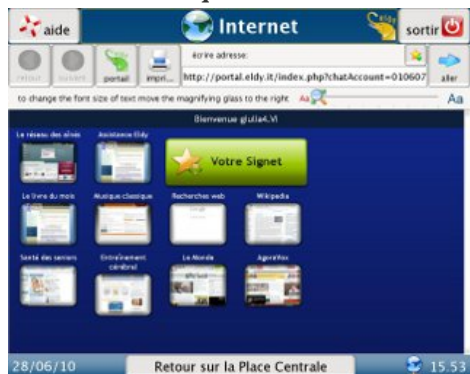 aide
Internet
Eldy
sortir
retour
suivant
portail
impri...
écrire adresse:
http://portal.eldy.it/index.php?chatAccount=010607
aller
to change the font size of text move the magnifying glass to the right
Aa
Aa
Bienvenue giulia4.VI
Le réseau des aînés
Assistance Eldy
Votre Signet
Le livre du mois
Musique classique
Recherches web
Wikipedia
Santé des seniors
Entraînement
cérébral
Le Monde
AgoraVox
28/06/10
Retour sur la Place Centrale
15.53